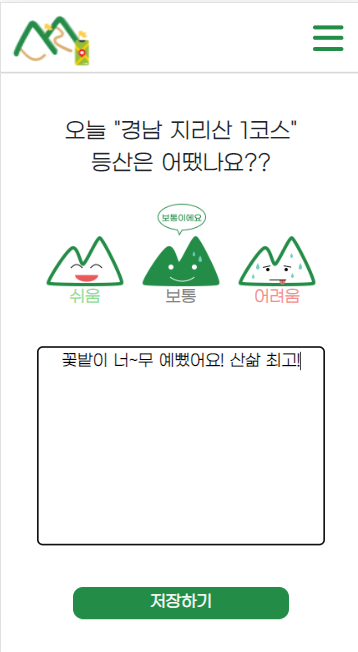 오늘 "경남 지리산 1코스"
등산은 어땠나요??
보통이에요
쉬움 보통 어려움
꽃밭이 너~무 예뻤어요! 산삶 최고!
저장하기